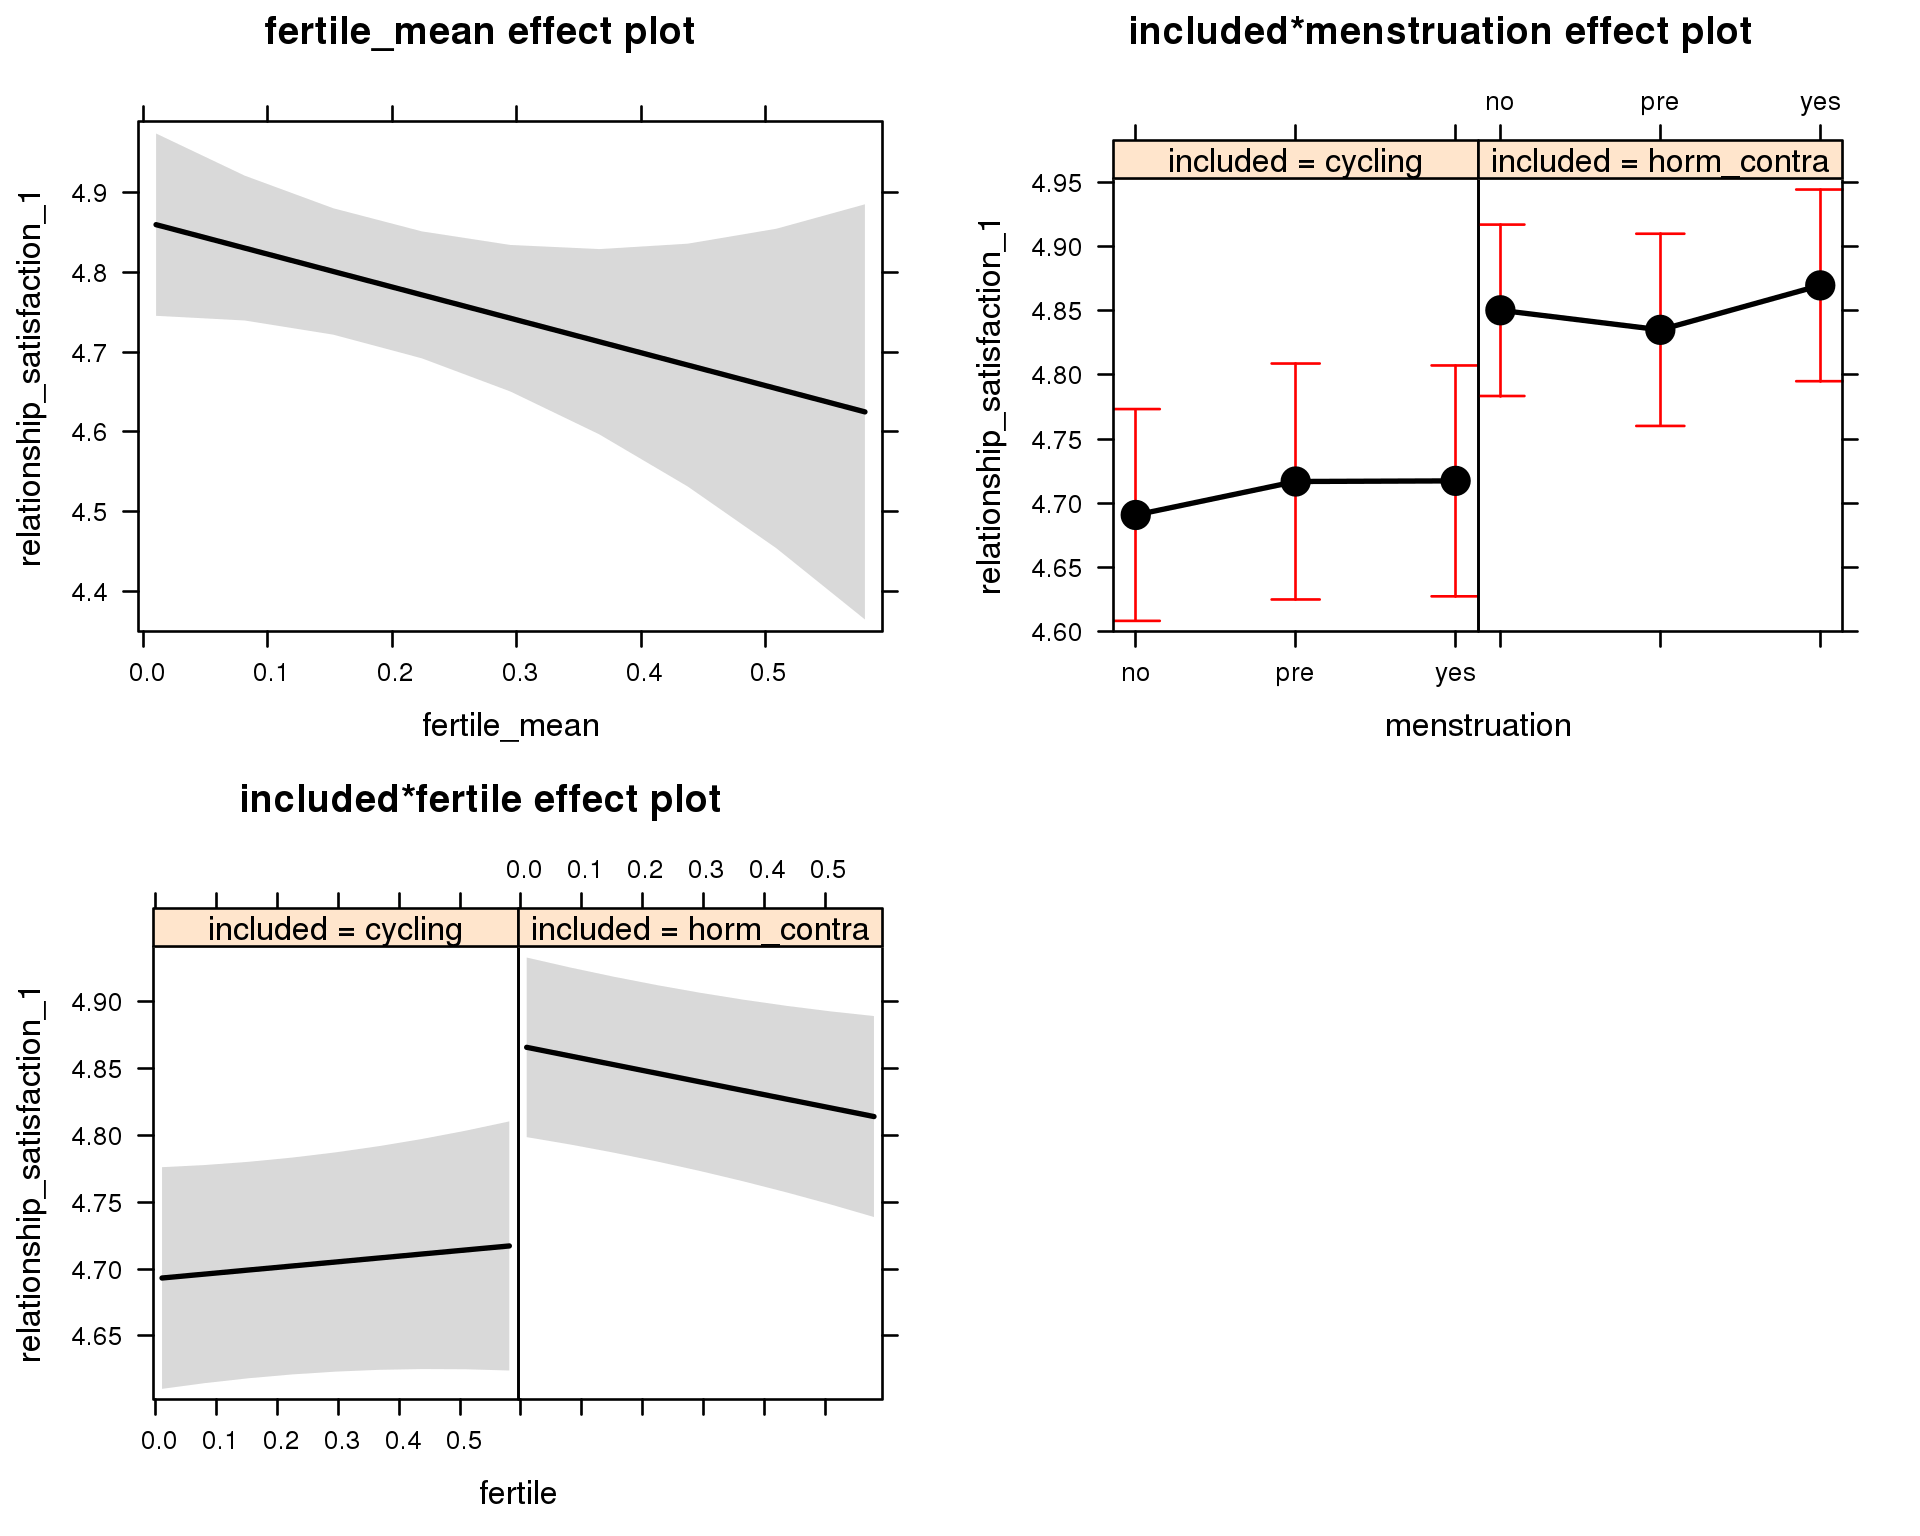 fertile_mean effect plot
relationship_satisfaction_1
4.9
4.8
4.7
4.6
4.5
4.4
0.0 0.1 0.2 0.3 0.4 0.5
fertile_mean
included*menstruation effect plot
no pre yes
included = cycling included = horm_contra
relationship_satisfaction_1
4.95
4.90
4.85
4.80
4.75
4.70
4.65
4.60
no pre yes
menstruation
included*fertile effect plot
0.0 0.1 0.2 0.3 0.4 0.5
included = cycling included = horm_contra
relationship_satisfaction_1
4.90
4.85
4.80
4.75
4.70
4.65
0.0 0.1 0.2 0.3 0.4 0.5
fertile